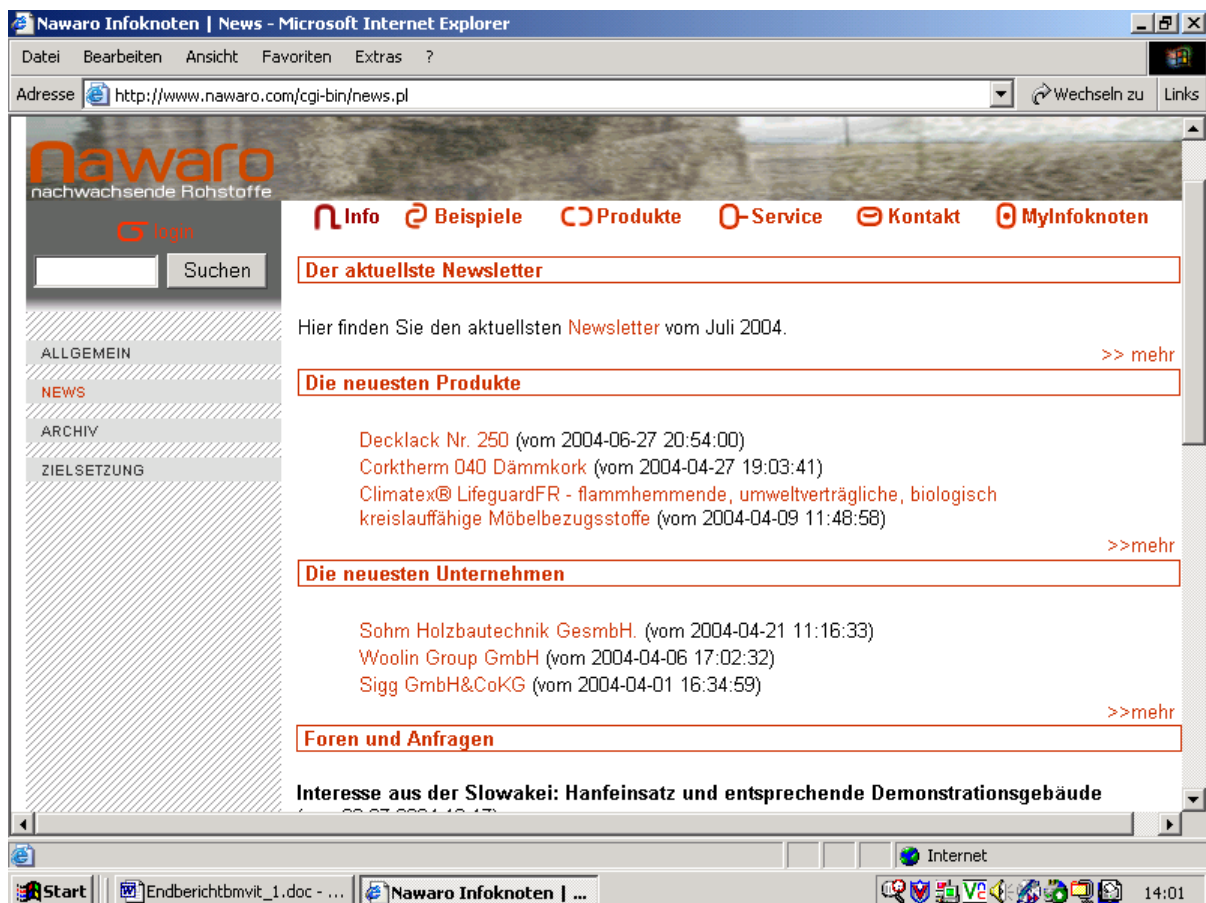 Nawaro Infoknoten | News - Microsoft Internet Explorer
Datei Bearbeiten Ansicht Favoriten Extras ?
Adresse http://www.nawaro.com/cgi-bin/news.pl Wechseln zu Links
nawaro
nachwachsende Rohstoffe
Info Beispiele Produkte Service Kontakt MyInfoknoten
login
Suchen
ALLGEMEIN
NEWS
ARCHIV
ZIELSETZUNG
Der aktuellste Newsletter
Hier finden Sie den aktuellsten Newsletter vom Juli 2004.
>> mehr
Die neuesten Produkte
Decklack Nr. 250 (vom 2004-06-27 20:54:00)
Corktherm 040 Dämmkork (vom 2004-04-27 19:03:41)
Climatex® LifeguardFR - flammhemmende, umweltverträgliche, biologisch
kreislauffähige Möbelbezugsstoffe (vom 2004-04-09 11:48:58)
>>mehr
Die neuesten Unternehmen
Sohm Holzbautechnik GesmbH. (vom 2004-04-21 11:16:33)
Woolin Group GmbH (vom 2004-04-06 17:02:32)
Sigg GmbH&CoKG (vom 2004-04-01 16:34:59)
>>mehr
Foren und Anfragen
Interesse aus der Slowakei: Hanfeinsatz und entsprechende Demonstrationsgebäude
Internet
Start Endberichtbmvit_1.doc - ... Nawaro Infoknoten | ... 14:01